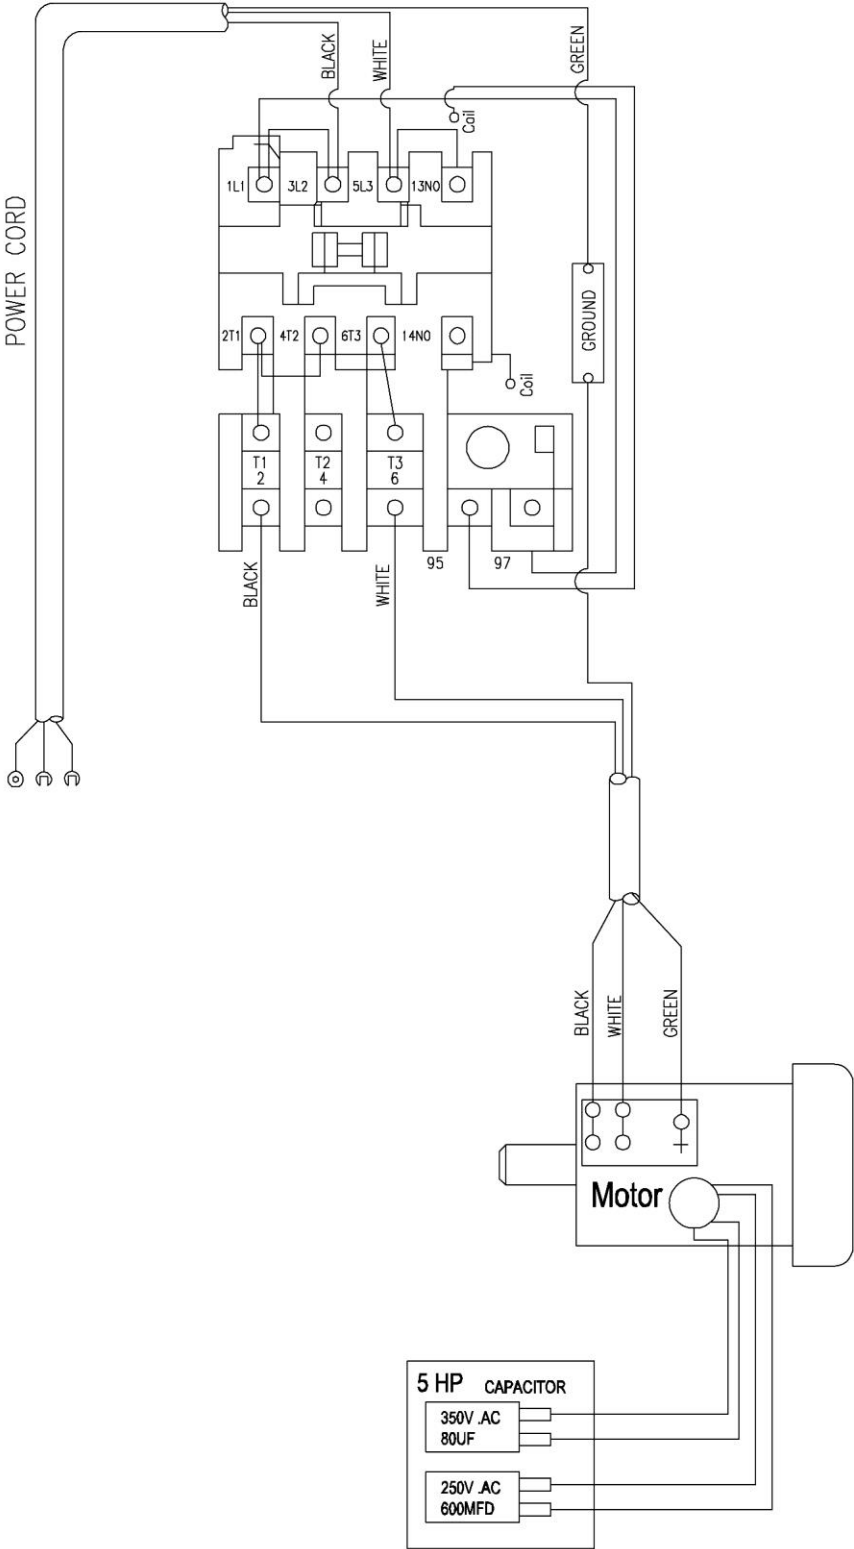 POWER CORD
BLACK
WHITE
GREEN
Coil
1L1
3L2
5L3
13NO
GROUND
2T1
4T2
6T3
14NO
Coil
T1
2
T2
4
T3
6
95
97
BLACK
WHITE
BLACK
WHITE
GREEN
Motor
5 HP
CAPACITOR
350V .AC
80UF
250V .AC
600MFD